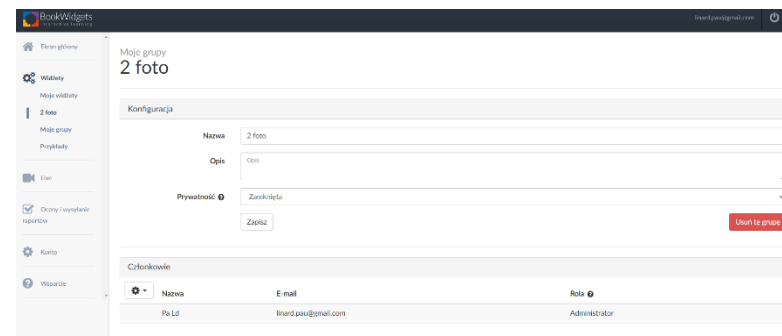 BookWidgets
interactive learning
linard.pau@gmail.com
Ekran główny
Widżety
Moje widżety
2 foto
Moje grupy
Przykłady
Live
Oceny i wysyłanie
raportów
Konto
Wsparcie
Moje grupy
2 foto
Konfiguracja
Nazwa 2 foto
Opis Opis
Prywatność Zamknięta
Zapisz Usuń tę grupę
Członkowie
Nazwa E-mail Rola
Pa Ld linard.pau@gmail.com Administrator